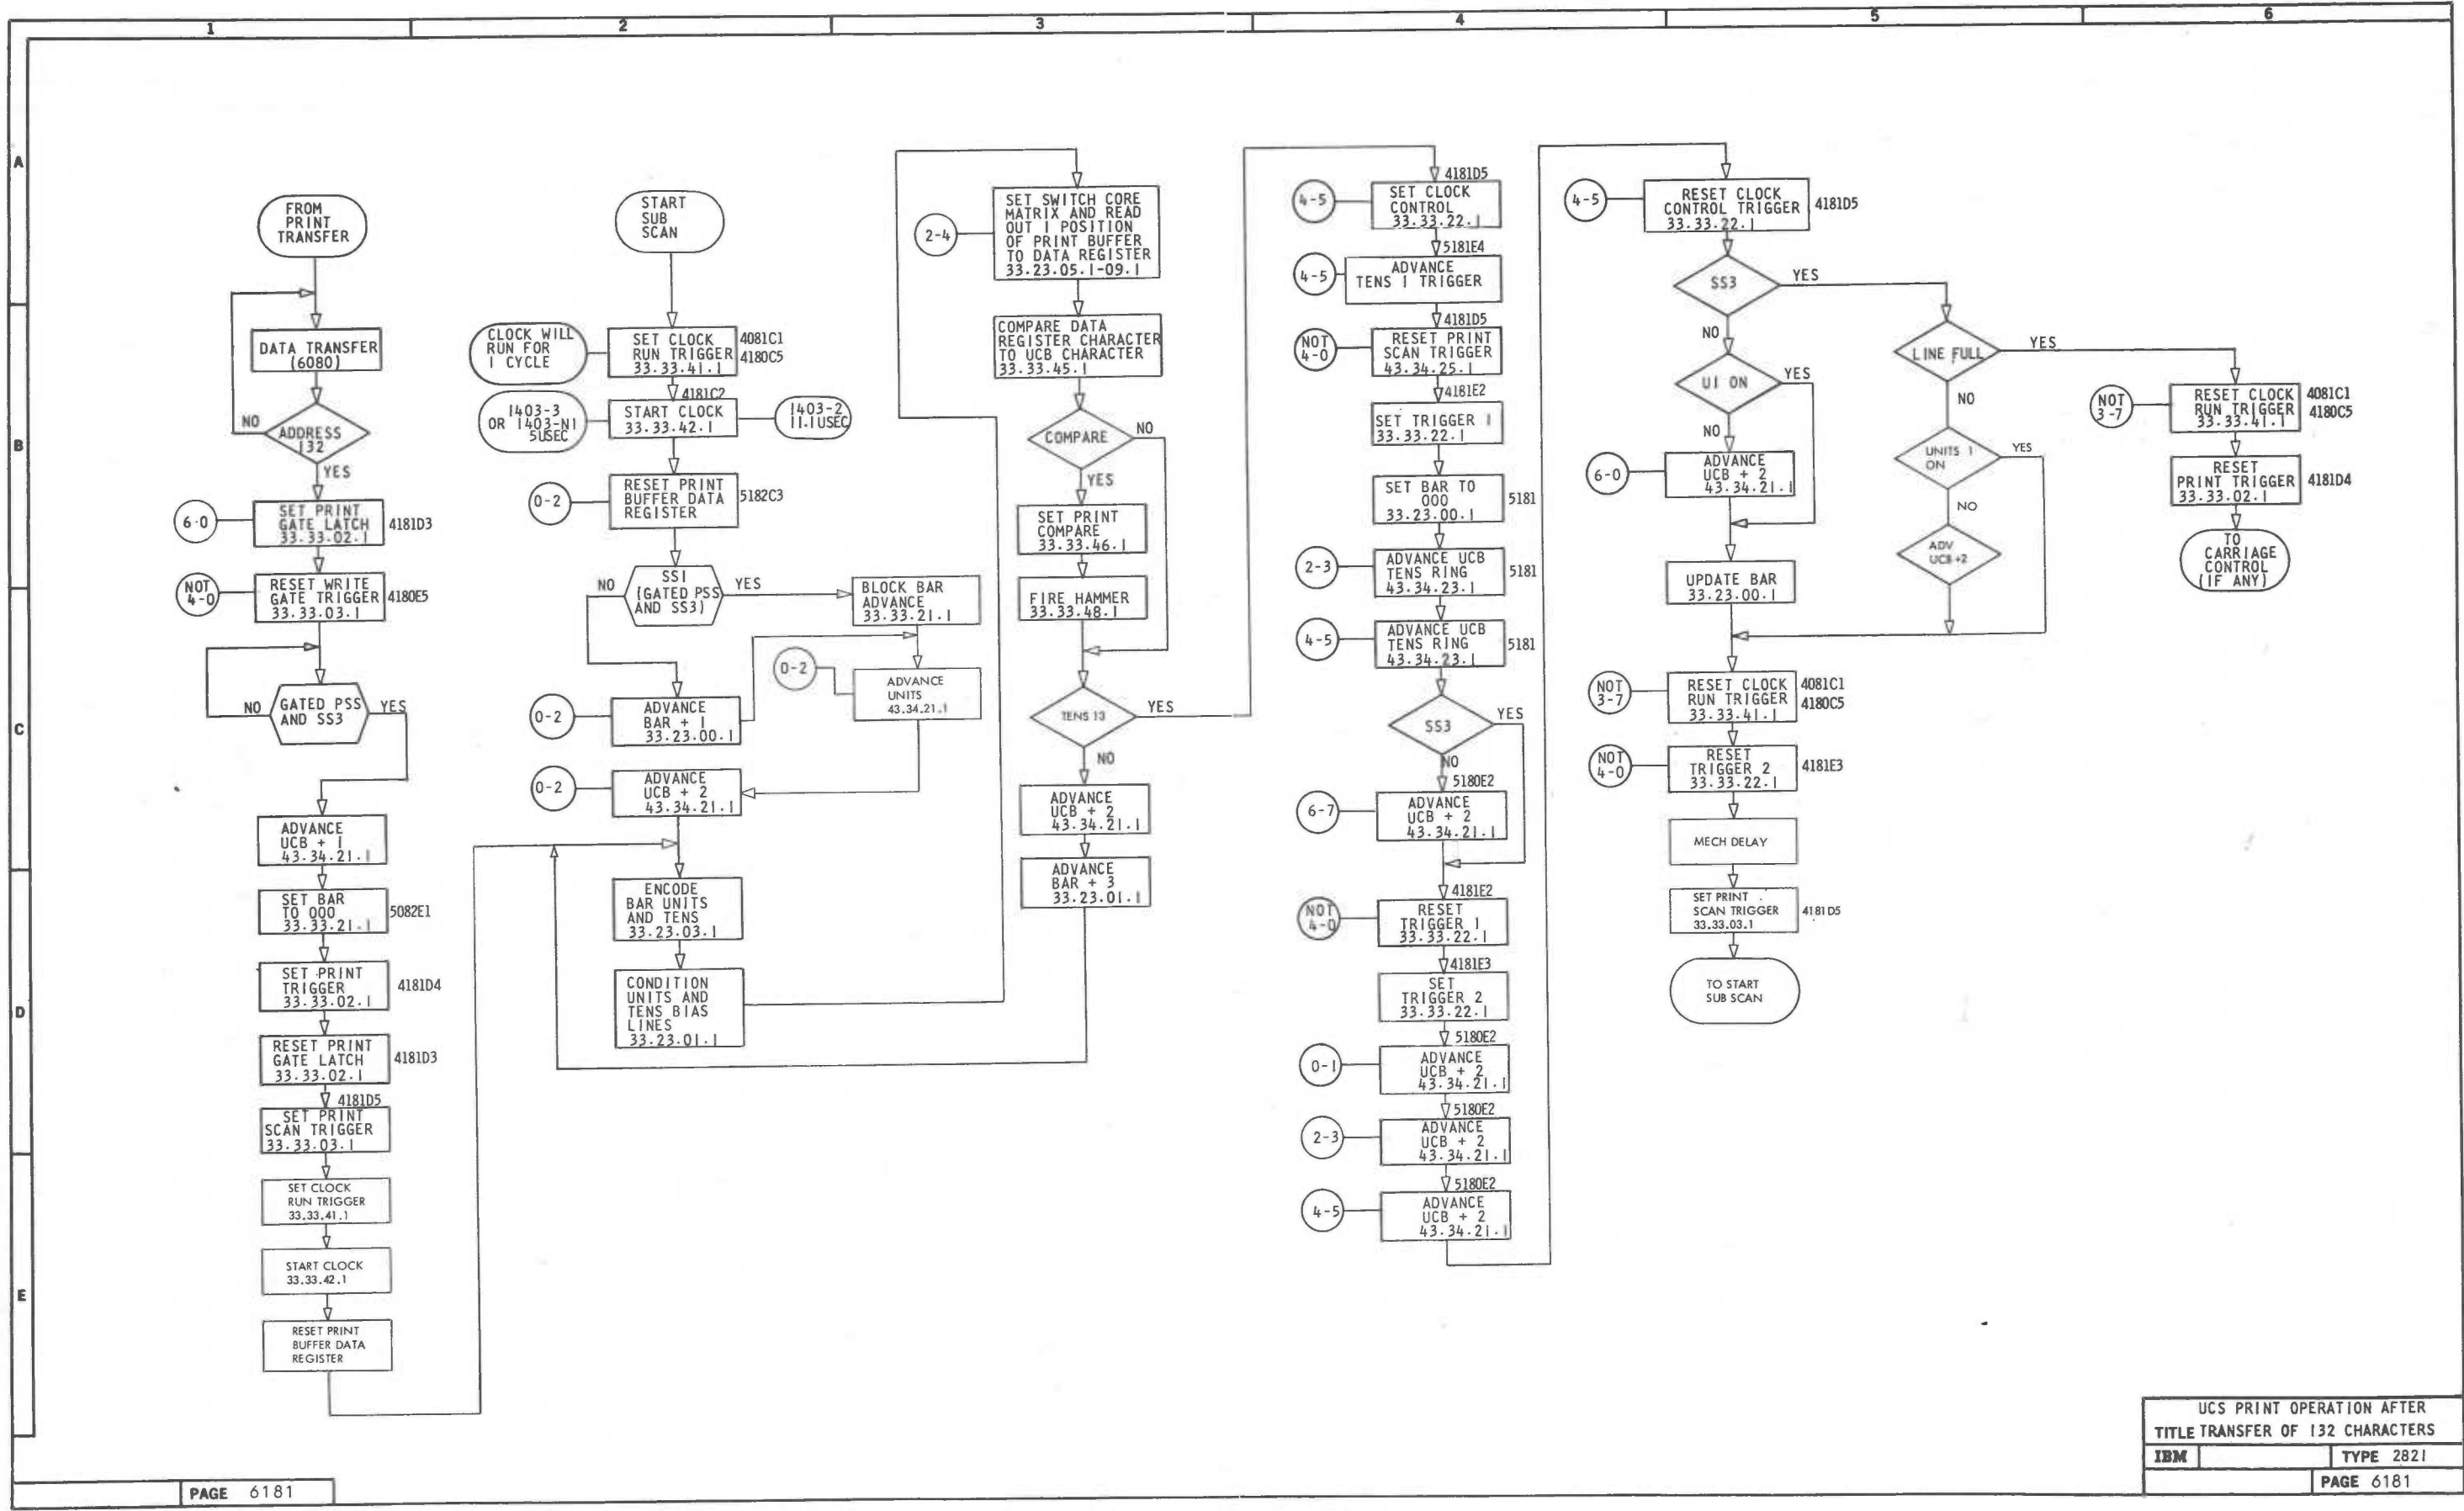 1
2
3
4
5
6
A
B
C
D
E
FROM
PRINT
TRANSFER
DATA TRANSFER
(6080)
NO
ADDRESS
132
YES
6-0
SET PRINT
GATE LATCH
33.33.02.1
4181D3
NOT
4-0
RESET WRITE
GATE TRIGGER
33.33.03.1
4180E5
NO
GATED PSS
AND SS3
YES
ADVANCE
UCB + 1
43.34.21.1
SET BAR
TO 000
33.33.21.1
5082E1
SET PRINT
TRIGGER
33.33.02.1
4181D4
RESET PRINT
GATE LATCH
33.33.02.1
4181D3
4181D5
SET PRINT
SCAN TRIGGER
33.33.03.1
SET CLOCK
RUN TRIGGER
33.33.41.1
START CLOCK
33.33.42.1
RESET PRINT
BUFFER DATA
REGISTER
START
SUB
SCAN
CLOCK WILL
RUN FOR
1 CYCLE
SET CLOCK
RUN TRIGGER
33.33.41.1
4081C1
4180C5
4181C2
1403-3
OR 1403-N1
5USEC
START CLOCK
33.33.42.1
1403-2
11.1USEC
0-2
RESET PRINT
BUFFER DATA
REGISTER
5182C3
NO
SS1
(GATED PSS
AND SS3)
YES
BLOCK BAR
ADVANCE
33.33.21.1
0-2
ADVANCE
UNITS
43.34.21.1
0-2
ADVANCE
BAR + 1
33.23.00.1
0-2
ADVANCE
UCB + 2
43.34.21.1
ENCODE
BAR UNITS
AND TENS
33.23.03.1
CONDITION
UNITS AND
TENS BIAS
LINES
33.23.01.1
2-4
SET SWITCH CORE
MATRIX AND READ
OUT 1 POSITION
OF PRINT BUFFER
TO DATA REGISTER
33.23.05.1-09.1
COMPARE DATA
REGISTER CHARACTER
TO UCB CHARACTER
33.33.45.1
COMPARE
NO
YES
SET PRINT
COMPARE
33.33.46.1
FIRE HAMMER
33.33.48.1
TENS 13
YES
NO
ADVANCE
UCB + 2
43.34.21.1
ADVANCE
BAR + 3
33.23.01.1
4181D5
4-5
SET CLOCK
CONTROL
33.33.22.1
5181E4
4-5
ADVANCE
TENS 1 TRIGGER
4181D5
NOT
4-0
RESET PRINT
SCAN TRIGGER
43.34.25.1
4181E2
SET TRIGGER 1
33.33.22.1
SET BAR TO
000
33.23.00.1
5181
2-3
ADVANCE UCB
TENS RING
43.34.23.1
5181
4-5
ADVANCE UCB
TENS RING
43.34.23.1
5181
SS3
YES
NO
5180E2
6-7
ADVANCE
UCB + 2
43.34.21.1
4181E2
NOT
4-0
RESET
TRIGGER 1
33.33.22.1
4181E3
SET
TRIGGER 2
33.33.22.1
5180E2
0-1
ADVANCE
UCB + 2
43.34.21.1
5180E2
2-3
ADVANCE
UCB + 2
43.34.21.1
5180E2
4-5
ADVANCE
UCB + 2
43.34.21.1
4-5
RESET CLOCK
CONTROL TRIGGER
33.33.22.1
4181D5
SS3
YES
NO
U1 ON
YES
NO
6-0
ADVANCE
UCB + 2
43.34.21.1
UPDATE BAR
33.23.00.1
NOT
3-7
RESET CLOCK
RUN TRIGGER
33.33.41.1
4081C1
4180C5
NOT
4-0
RESET
TRIGGER 2
33.33.22.1
4181E3
MECH DELAY
SET PRINT
SCAN TRIGGER
33.33.03.1
4181D5
TO START
SUB SCAN
LINE FULL
YES
NO
UNITS 1
ON
YES
NO
ADV
UCB +2
NOT
3-7
RESET CLOCK
RUN TRIGGER
33.33.41.1
4081C1
4180C5
RESET
PRINT TRIGGER
33.33.02.1
4181D4
TO
CARRIAGE
CONTROL
(IF ANY)
UCS PRINT OPERATION AFTER
TITLE TRANSFER OF 132 CHARACTERS
IBM
TYPE 2821
PAGE 6181
PAGE 6181